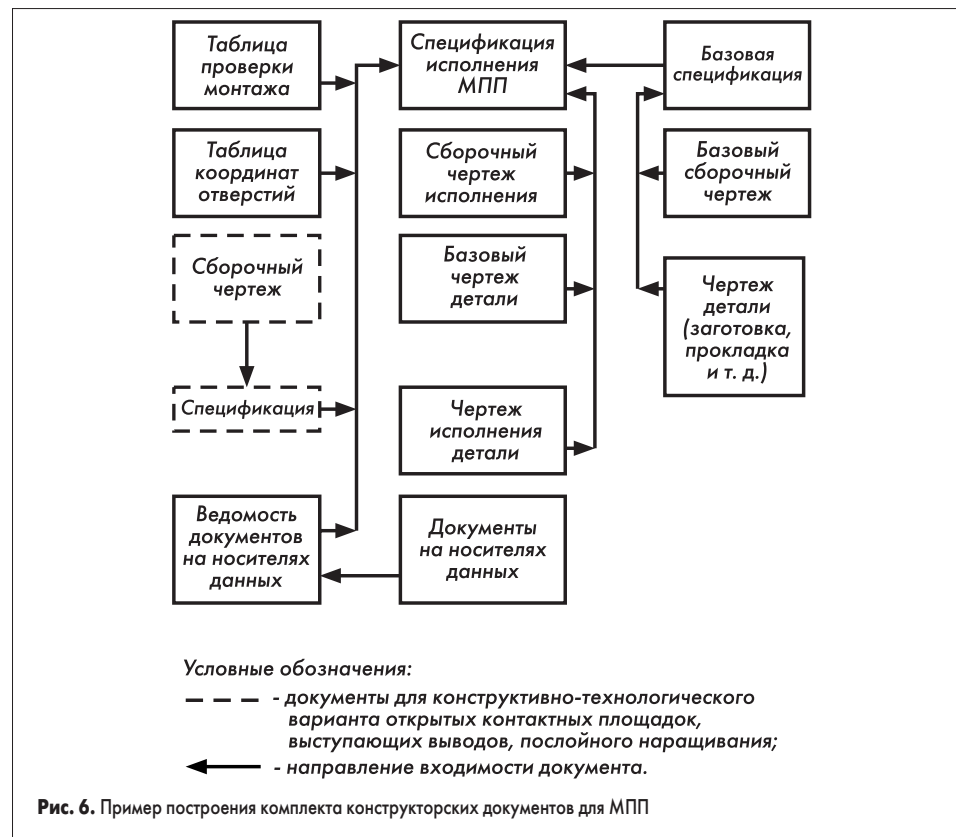 Таблица
проверки
монтажа
Спецификация
исполнения
МПП
Базовая
спецификация
Таблица
координат
отверстий
Сборочный
чертеж
исполнения
Базовый
сборочный
чертеж
Сборочный
чертеж
Базовый
чертеж
детали
Чертеж
детали
(заготовка,
прокладка
и т. д.)
Спецификация
Чертеж
исполнения
детали
Ведомость
документов
на носителях
данных
Документы
на носителях
данных
Условные обозначения:
- документы для конструктивно-технологического
варианта открытых контактных площадок,
выступающих выводов, послойного наращивания;
- направление входимости документа.
Рис. 6. Пример построения комплекта конструкторских документов для МПП